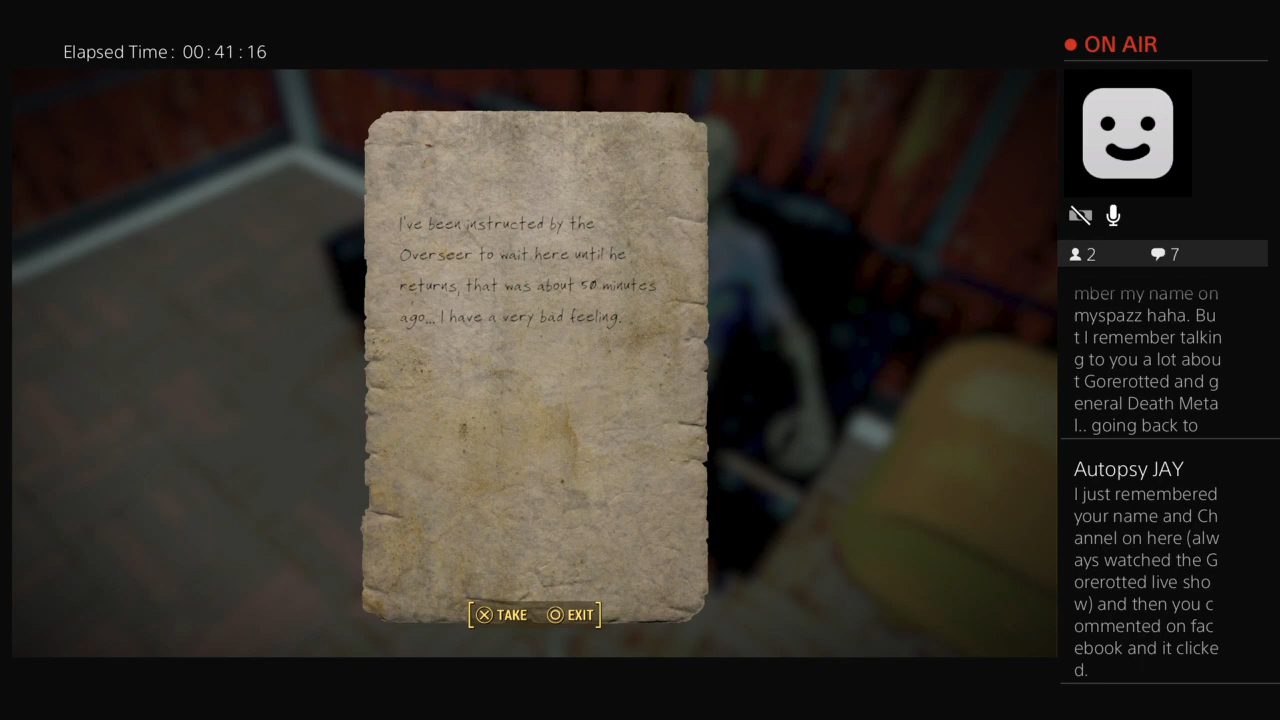 Elapsed Time: 00:41:16
ON AIR
I've been instructed by the
Overseer to wait here until he
returns, that was about 50 minutes
ago... I have a very bad feeling.
TAKE
EXIT
2
7
mber my name on
myspazz haha. Bu
t I remember talkin
g to you a lot abou
t Gorerotted and g
eneral Death Meta
l.. going back to
Autopsy JAY
I just remembered
your name and Ch
annel on here (alw
ays watched the G
orerotted live sho
w) and then you c
ommented on fac
ebook and it clicke
d.